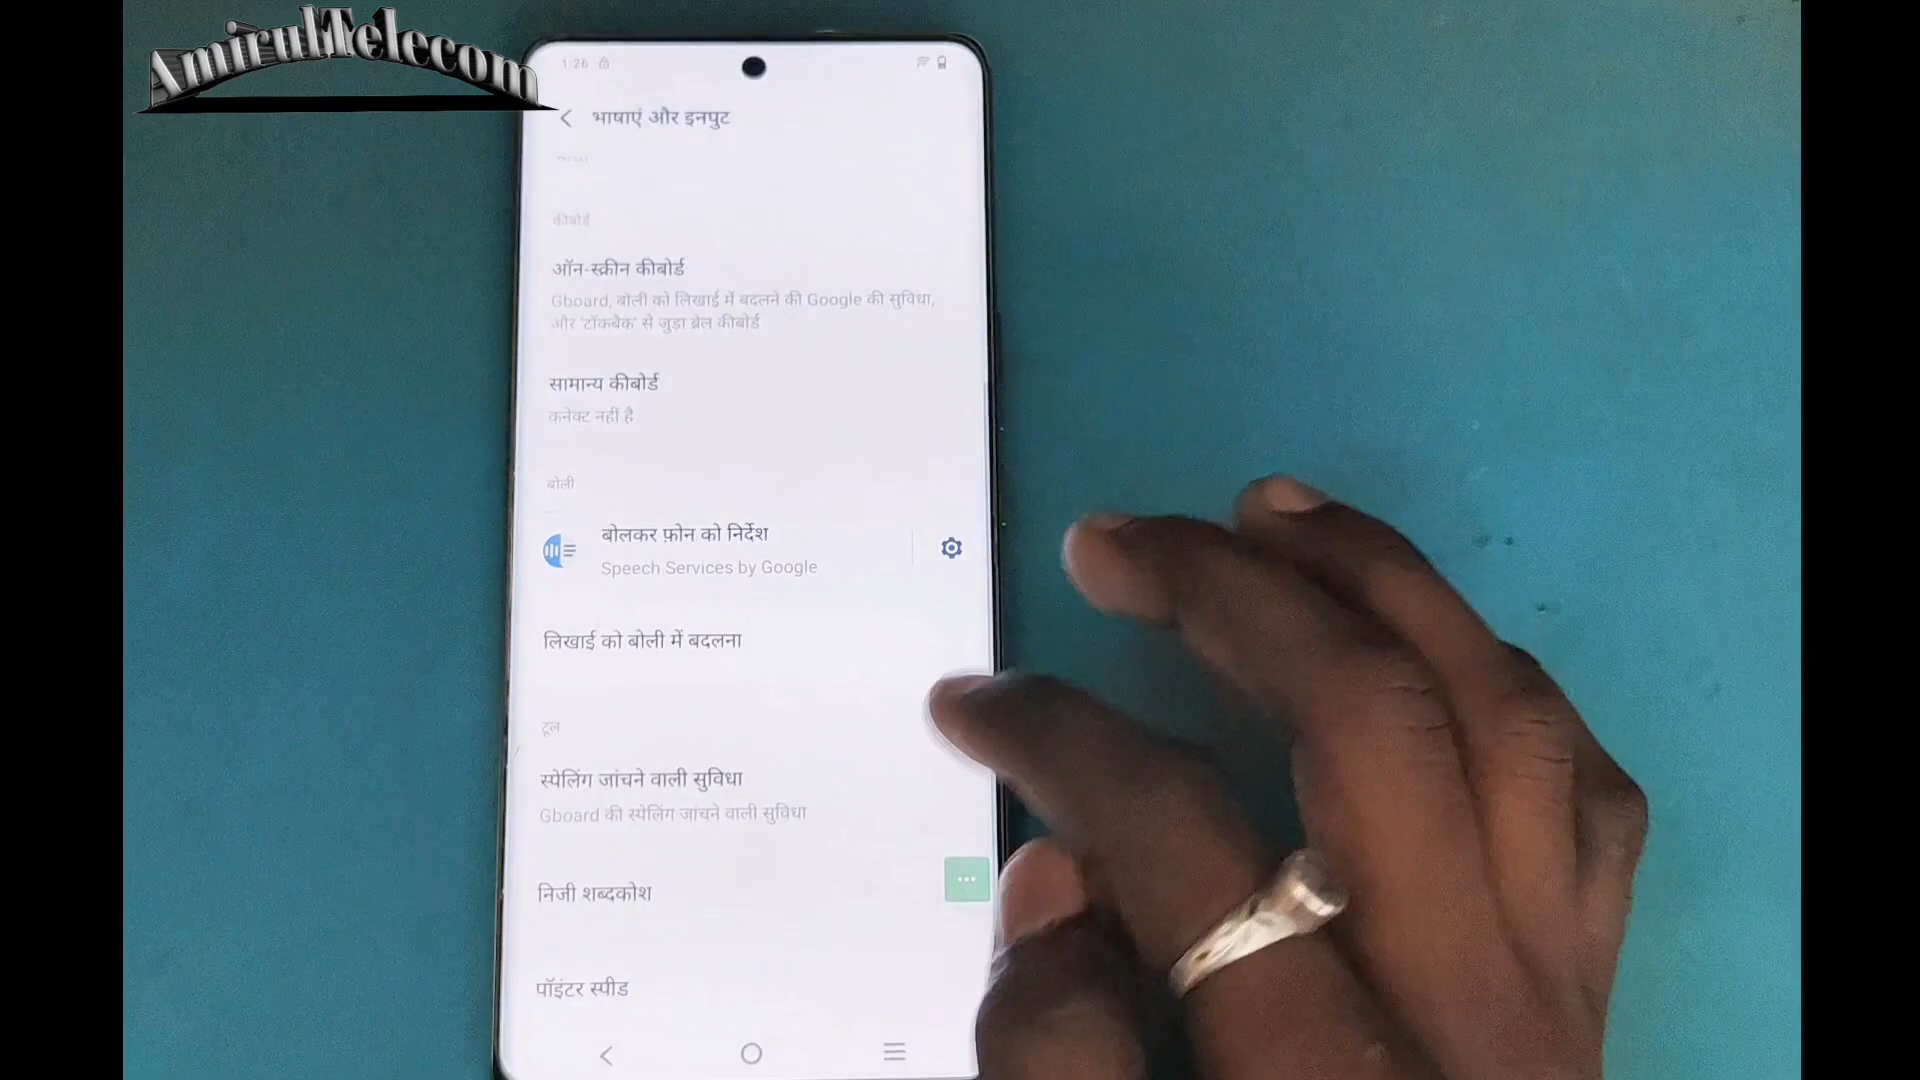 AmirulTelecom
1:26
भाषाएं और इनपुट
कीबोर्ड
ऑन-स्क्रीन कीबोर्ड
Gboard, बोली को लिखाई में बदलने की Google की सुविधा,
और 'टॉकबैक' से जुड़ा ब्रेल कीबोर्ड
सामान्य कीबोर्ड
कनेक्ट नहीं है
बोली
बोलकर फ़ोन को निर्देश
Speech Services by Google
लिखाई को बोली में बदलना
टूल
स्पेलिंग जांचने वाली सुविधा
Gboard की स्पेलिंग जांचने वाली सुविधा
निजी शब्दकोश
पॉइंटर स्पीड